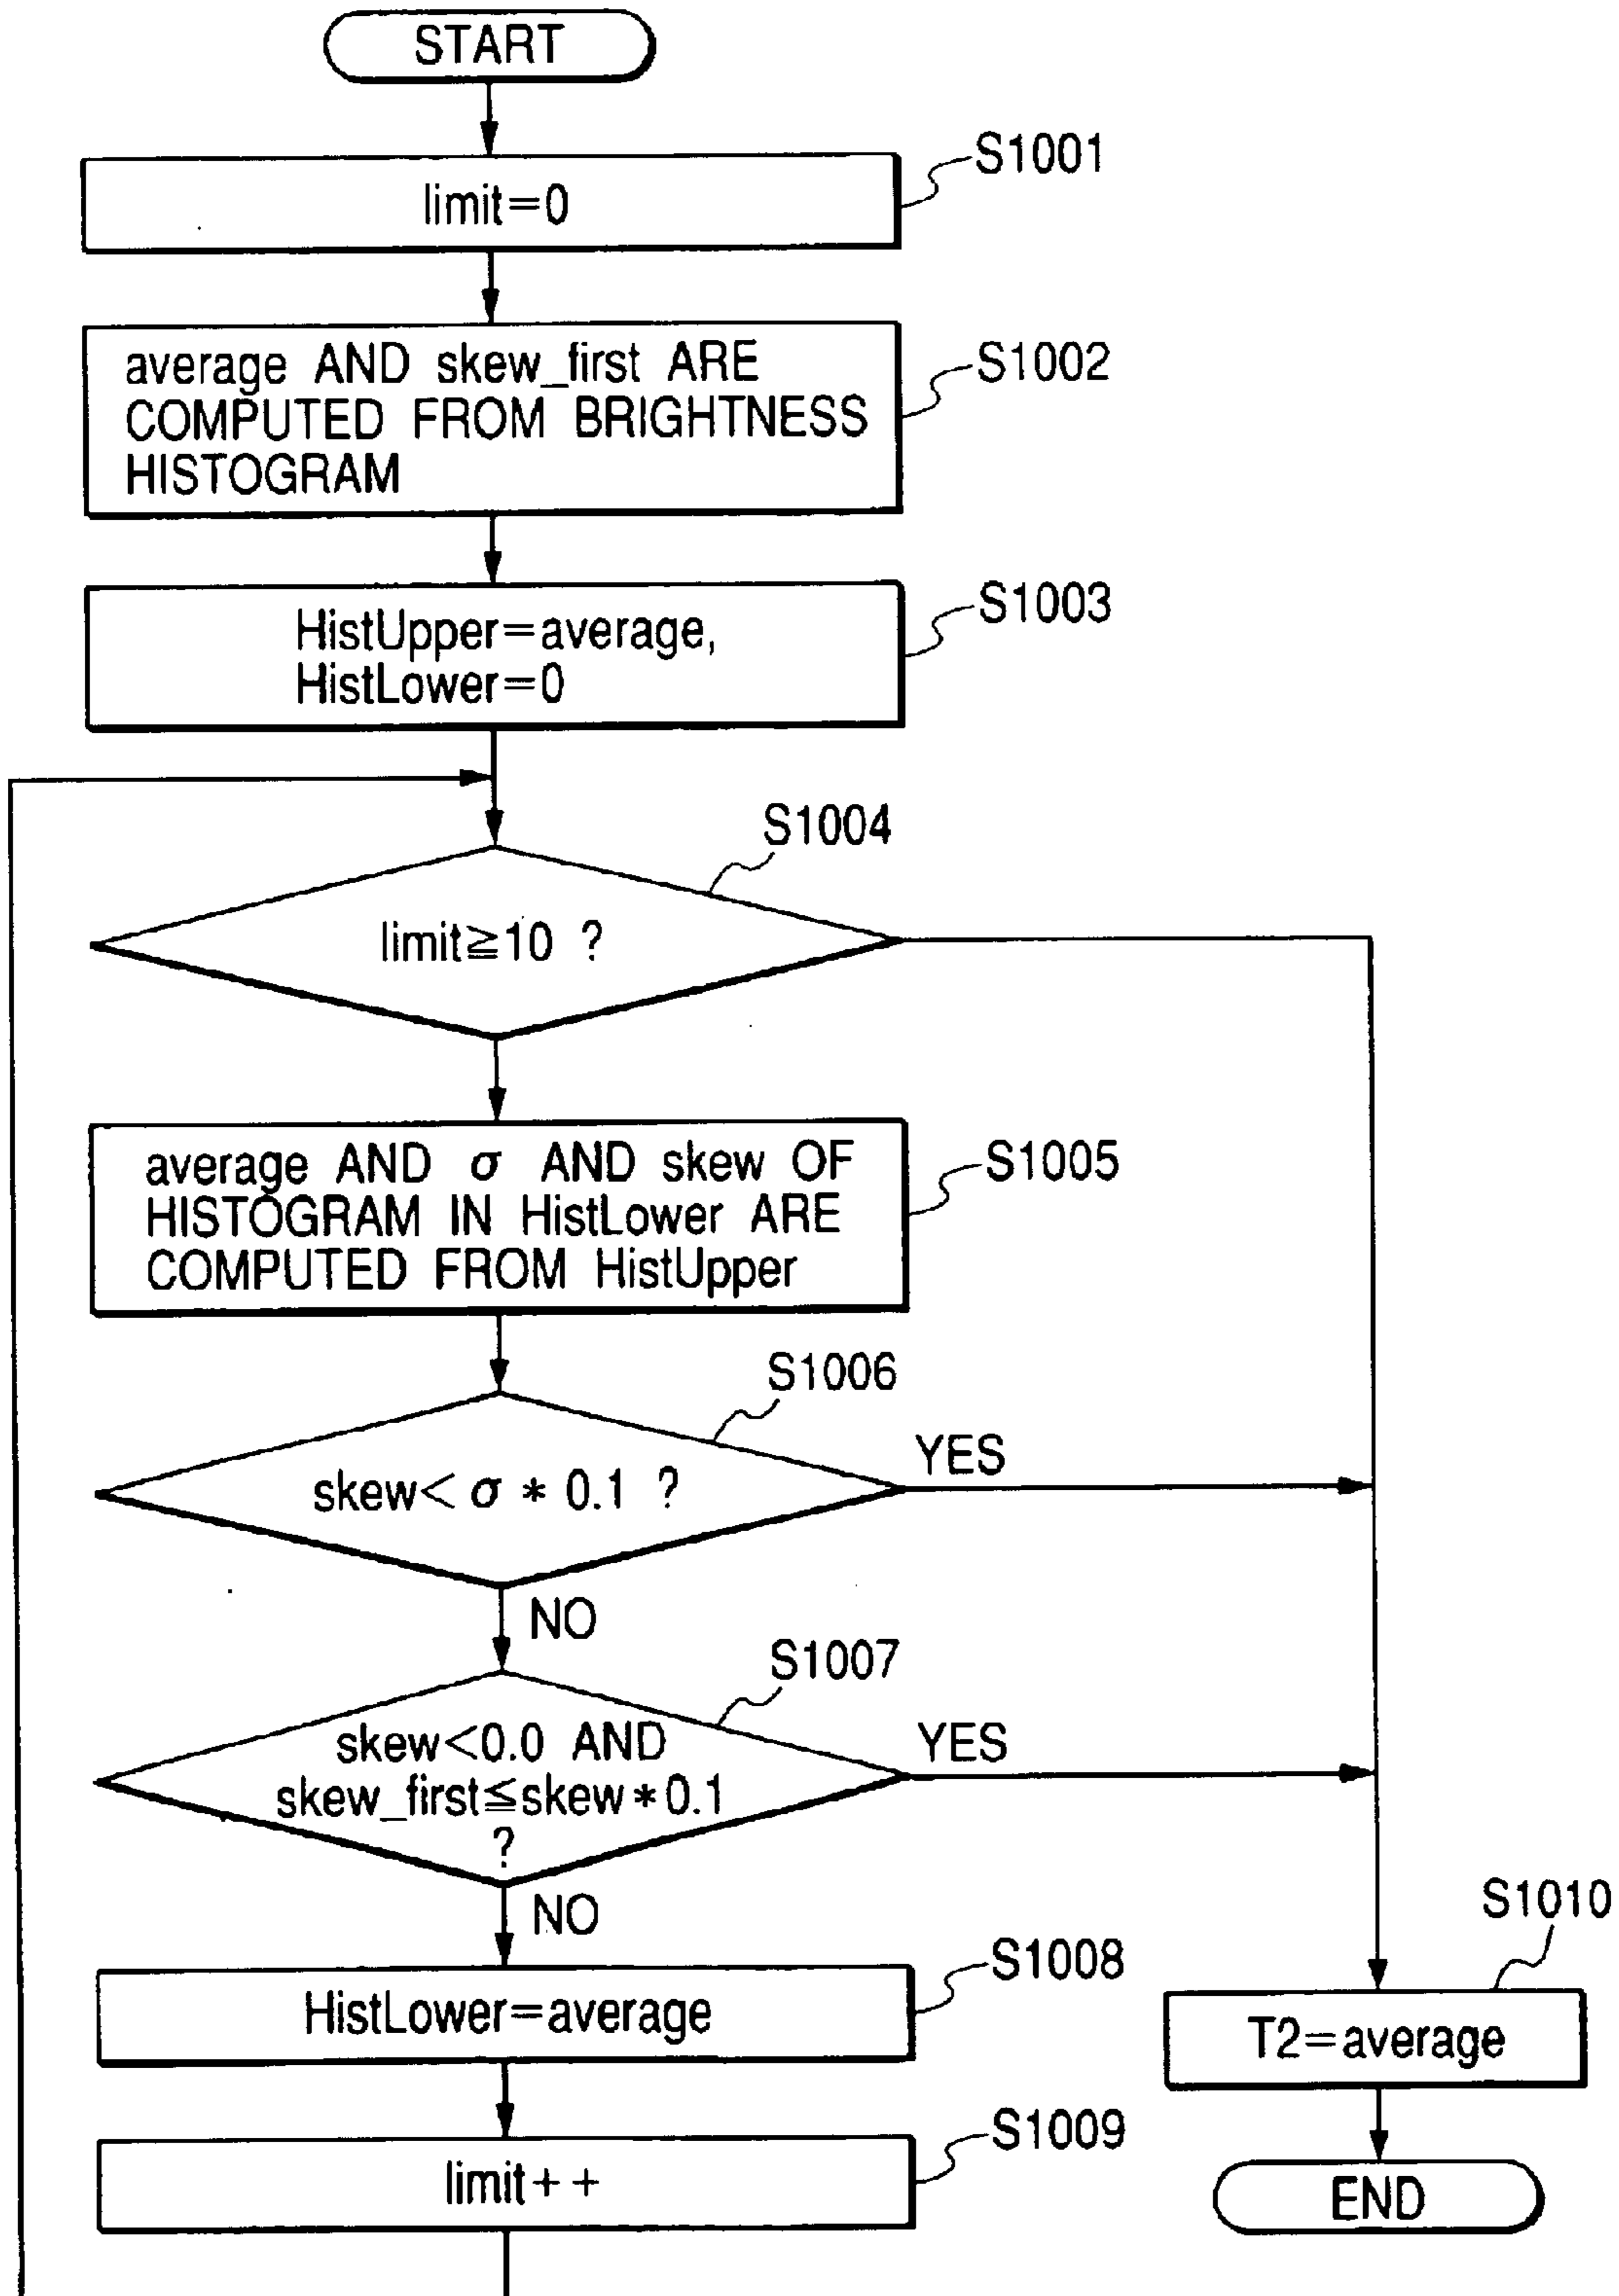 START
S1001
limit=0
S1002
average AND skew_first ARE
COMPUTED FROM BRIGHTNESS
HISTOGRAM
S1003
HistUpper=average,
HistLower=0
S1004
limit≧10 ?
S1005
average AND σ AND skew OF
HISTOGRAM IN HistLower ARE
COMPUTED FROM HistUpper
S1006
skew< σ * 0.1 ?
YES
NO
S1007
skew<0.0 AND
skew_first≦skew*0.1
?
YES
NO
S1008
HistLower=average
S1009
limit++
S1010
T2=average
END